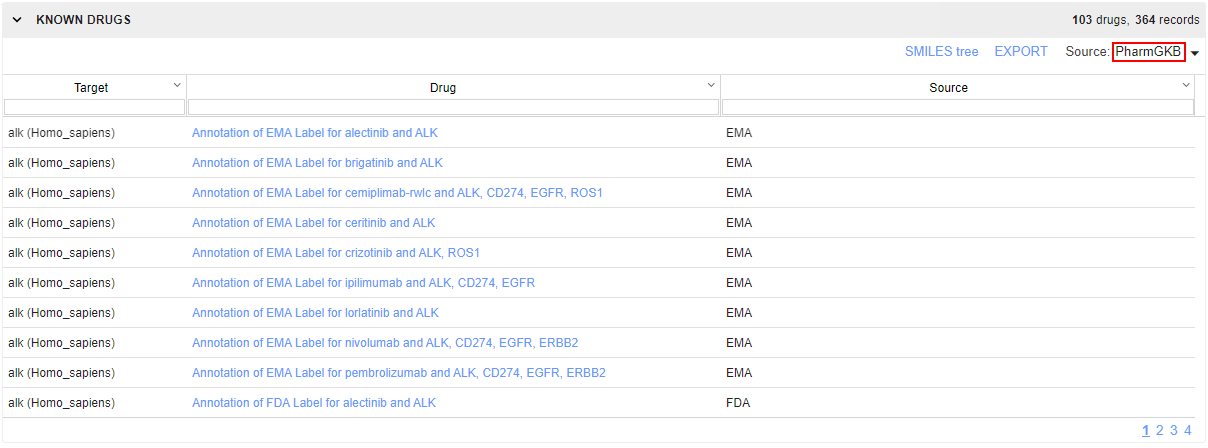 KNOWN DRUGS 103 drugs, 364 records
SMILES tree EXPORT Source: PharmGKB
Target Drug Source
alk (Homo_sapiens) Annotation of EMA Label for alectinib and ALK EMA
alk (Homo_sapiens) Annotation of EMA Label for brigatinib and ALK EMA
alk (Homo_sapiens) Annotation of EMA Label for cemiplimab-rwlc and ALK, CD274, EGFR, ROS1 EMA
alk (Homo_sapiens) Annotation of EMA Label for ceritinib and ALK EMA
alk (Homo_sapiens) Annotation of EMA Label for crizotinib and ALK, ROS1 EMA
alk (Homo_sapiens) Annotation of EMA Label for ipilimumab and ALK, CD274, EGFR EMA
alk (Homo_sapiens) Annotation of EMA Label for lorlatinib and ALK EMA
alk (Homo_sapiens) Annotation of EMA Label for nivolumab and ALK, CD274, EGFR, ERBB2 EMA
alk (Homo_sapiens) Annotation of EMA Label for pembrolizumab and ALK, CD274, EGFR, ERBB2 EMA
alk (Homo_sapiens) Annotation of FDA Label for alectinib and ALK FDA
1 2 3 4